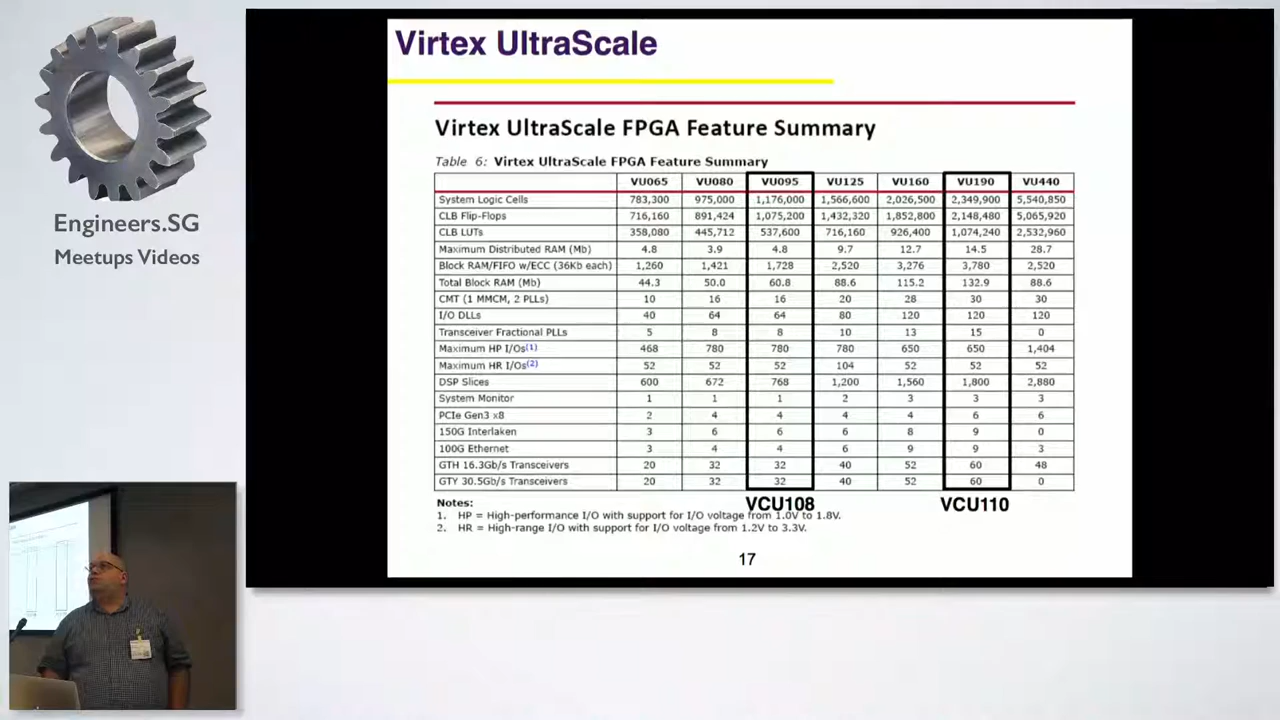 Engineers.SG
Meetups Videos
Virtex UltraScale
Virtex UltraScale FPGA Feature Summary
Table 6: Virtex UltraScale FPGA Feature Summary
VU065 VU080 VU095 VU125 VU160 VU190 VU440
System Logic Cells 783,300 975,000 1,176,000 1,566,600 2,026,500 2,349,900 5,540,850
CLB Flip-Flops 716,160 891,424 1,075,200 1,432,320 1,852,800 2,148,480 5,065,920
CLB LUTs 358,080 445,712 537,600 716,160 926,400 1,074,240 2,532,960
Maximum Distributed RAM (Mb) 4.8 3.9 4.8 9.7 12.7 14.5 28.7
Block RAM/FIFO w/ECC (36Kb each) 1,260 1,421 1,728 2,520 3,276 3,780 2,520
Total Block RAM (Mb) 44.3 50.0 60.8 88.6 115.2 132.9 88.6
CMT (1 MMCM, 2 PLLs) 10 16 16 20 28 30 30
I/O DLLs 40 64 64 80 120 120 120
Transceiver Fractional PLLs 5 8 8 10 13 15 0
Maximum HP I/Os(1) 468 780 780 780 650 650 1,404
Maximum HR I/Os(2) 52 52 52 104 52 52 52
DSP Slices 600 672 768 1,200 1,560 1,800 2,880
System Monitor 1 1 1 2 3 3 3
PCIe Gen3 x8 2 4 4 4 4 6 6
150G Interlaken 3 6 6 6 8 9 0
100G Ethernet 3 4 4 6 9 9 3
GTH 16.3Gb/s Transceivers 20 32 32 40 52 60 48
GTY 30.5Gb/s Transceivers 20 32 32 40 52 60 0
VCU108 VCU110
Notes:
1. HP = High-performance I/O with support for I/O voltage from 1.0V to 1.8V.
2. HR = High-range I/O with support for I/O voltage from 1.2V to 3.3V.
17